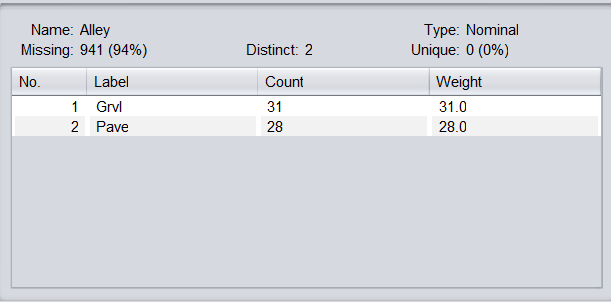 Name: Alley Type: Nominal
Missing: 941 (94%) Distinct: 2 Unique: 0 (0%)
No. Label Count Weight
1 Grvl 31 31.0
2 Pave 28 28.0